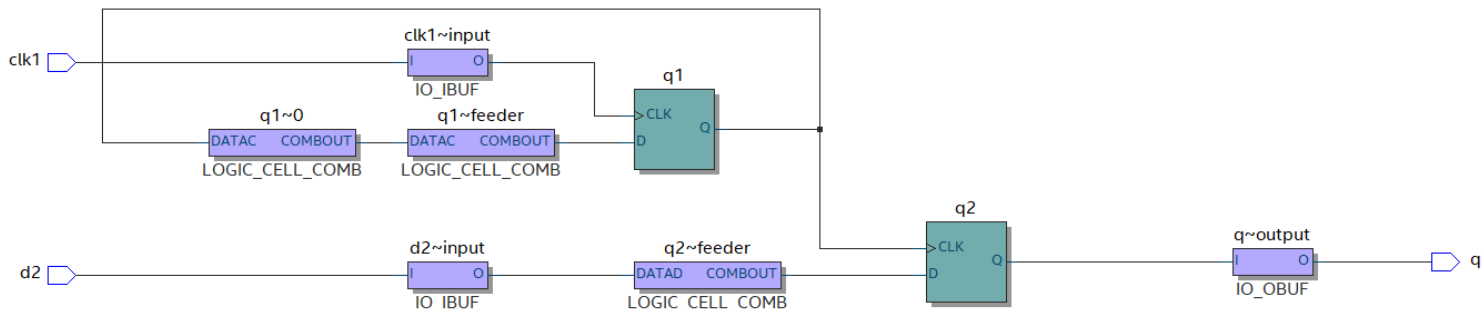 clk1~input
clk1
I O
IO_IBUF
q1
CLK
Q
D
q1~0
DATAC COMBOUT
LOGIC_CELL_COMB
q1~feeder
DATAC COMBOUT
LOGIC_CELL_COMB
q2
CLK
Q
D
d2~input
d2
I O
IO_IBUF
q2~feeder
DATAD COMBOUT
LOGIC_CELL_COMB
q~output
I O
IO_OBUF
q